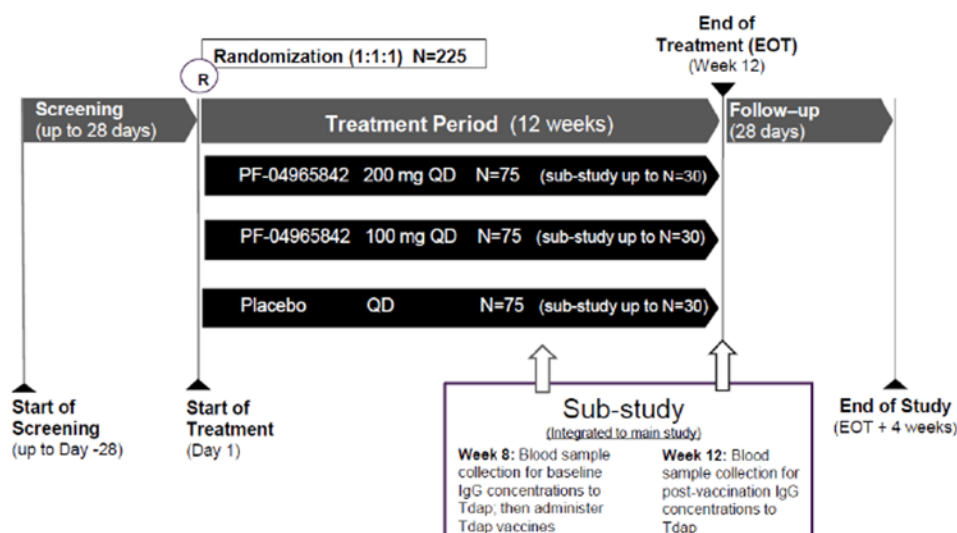 Randomization (1:1:1) N=225
R
End of
Treatment (EOT)
(Week 12)
Screening
(up to 28 days)
Treatment Period (12 weeks)
Follow–up
(28 days)
PF-04965842 200 mg QD N=75 (sub-study up to N=30)
PF-04965842 100 mg QD N=75 (sub-study up to N=30)
Placebo QD N=75 (sub-study up to N=30)
Start of
Screening
(up to Day -28)
Start of
Treatment
(Day 1)
Sub-study
(Integrated to main study)
Week 8: Blood sample
collection for baseline
IgG concentrations to
Tdap; then administer
Tdap vaccines
Week 12: Blood
sample collection for
post-vaccination IgG
concentrations to
Tdap
End of Study
(EOT + 4 weeks)